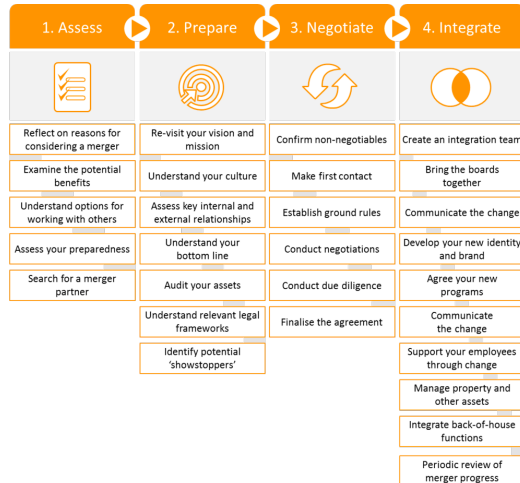 1. Assess
2. Prepare
3. Negotiate
4. Integrate
Reflect on reasons for
considering a merger
Examine the potential
benefits
Understand options for
working with others
Assess your preparedness
Search for a merger
partner
Re-visit your vision and
mission
Understand your culture
Assess key internal and
external relationships
Understand your
bottom line
Audit your assets
Understand relevant legal
frameworks
Identify potential
‘showstoppers’
Confirm non-negotiables
Make first contact
Establish ground rules
Conduct negotiations
Conduct due diligence
Finalise the agreement
Create an integration team
Bring the boards
together
Communicate the change
Develop your new identity
and brand
Agree your new
programs
Communicate
the change
Support your employees
through change
Manage property and
other assets
Integrate back-of-house
functions
Periodic review of
merger progress